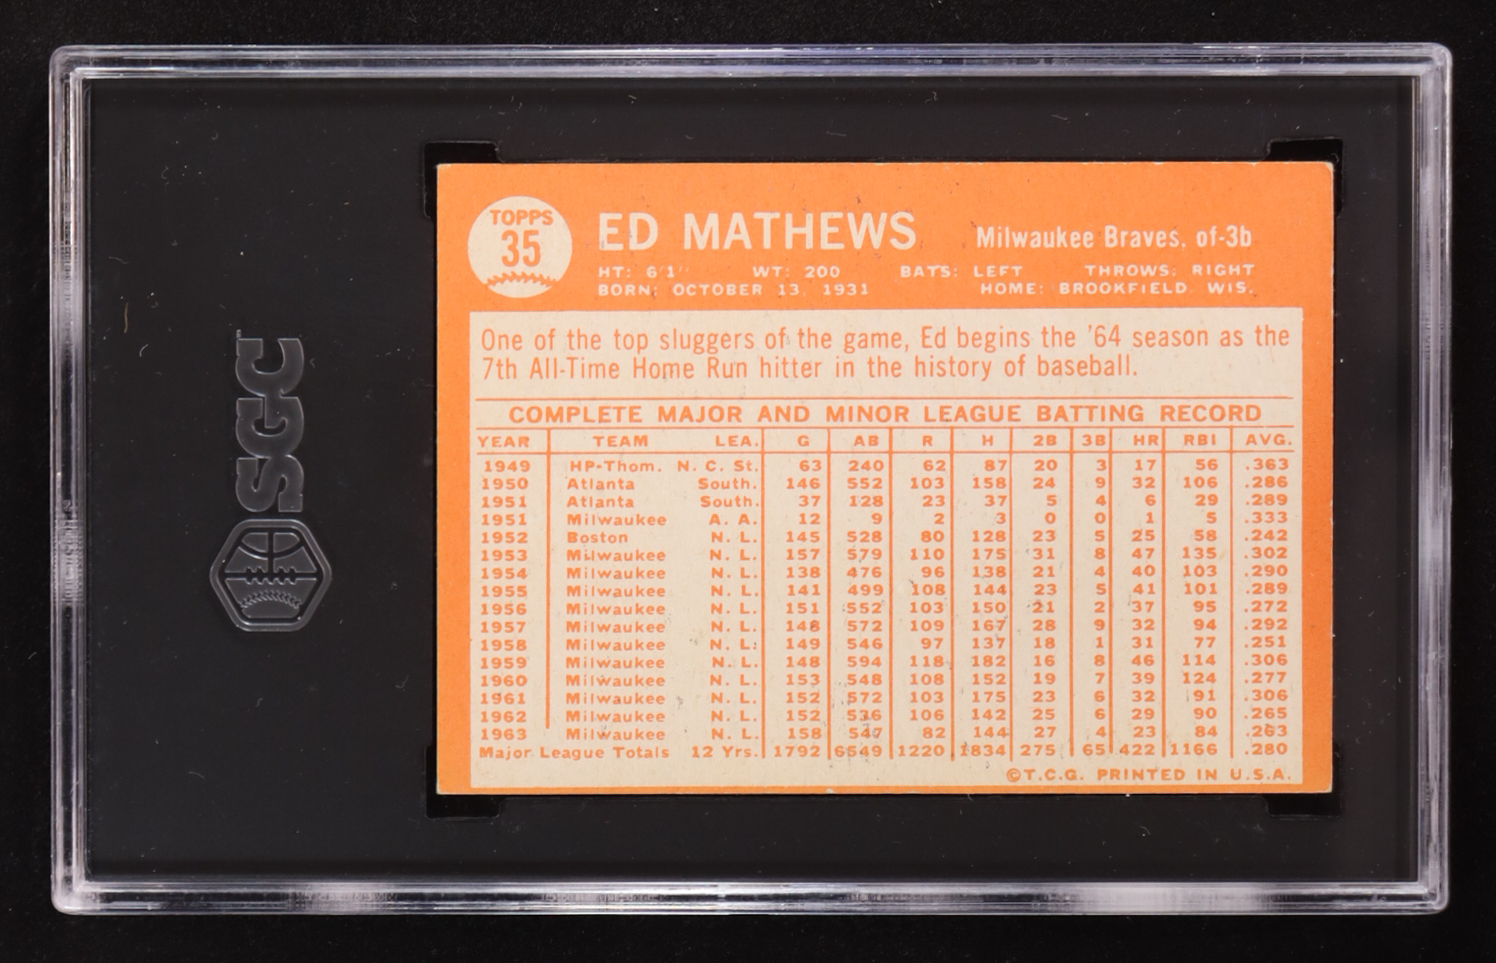 SGC
TOPPS
35
ED MATHEWS
Milwaukee Braves, of-3b
HT: 6'1" WT: 200 BATS: LEFT THROWS: RIGHT
BORN: OCTOBER 13, 1931 HOME: BROOKFIELD, WIS.
One of the top sluggers of the game, Ed begins the '64 season as the
7th All-Time Home Run hitter in the history of baseball.
COMPLETE MAJOR AND MINOR LEAGUE BATTING RECORD
YEAR TEAM LEA. G AB R H 2B 3B HR RBI AVG.
1949 HP-Thom. N. C. St. 63 240 62 87 20 3 17 56 .363
1950 Atlanta South. 146 552 103 158 24 9 32 106 .286
1951 Atlanta South. 37 128 23 37 5 4 6 29 .289
1951 Milwaukee A. A. 12 9 2 3 0 0 1 5 .333
1952 Boston N. L. 145 528 80 128 23 5 25 58 .242
1953 Milwaukee N. L. 157 579 110 175 31 8 47 135 .302
1954 Milwaukee N. L. 138 476 96 138 21 4 40 103 .290
1955 Milwaukee N. L. 141 499 108 144 23 5 41 101 .289
1956 Milwaukee N. L. 151 552 103 150 21 2 37 95 .272
1957 Milwaukee N. L. 148 572 109 167 28 9 32 94 .292
1958 Milwaukee N. L. 149 546 97 137 18 1 31 77 .251
1959 Milwaukee N. L. 148 594 118 182 16 8 46 114 .306
1960 Milwaukee N. L. 153 548 108 152 19 7 39 124 .277
1961 Milwaukee N. L. 152 572 103 175 23 6 32 91 .306
1962 Milwaukee N. L. 152 536 106 142 25 6 29 90 .265
1963 Milwaukee N. L. 158 547 82 144 27 4 23 84 .263
Major League Totals 12 Yrs. 1792 6549 1220 1834 275 65 422 1166 .280
©T.C.G. PRINTED IN U.S.A.